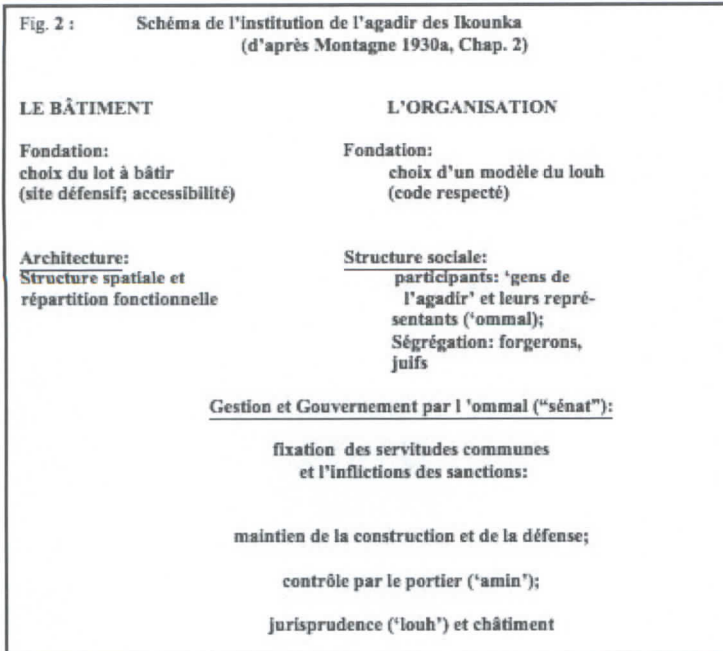 Fig. 2 : Schéma de l'institution de l'agadir des Ikounka
(d'après Montagne 1930a, Chap. 2)
LE BÂTIMENT
Fondation:
choix du lot à bâtir
(site défensif; accessibilité)
Architecture:
Structure spatiale et
répartition fonctionnelle
L'ORGANISATION
Fondation:
choix d'un modèle du louh
(code respecté)
Structure sociale:
participants: 'gens de
l'agadir' et leurs repré-
sentants ('ommal);
Ségrégation: forgerons,
juifs
Gestion et Gouvernement par l 'ommal ("sénat"):
fixation des servitudes communes
et l'inflictions des sanctions:
maintien de la construction et de la défense;
contrôle par le portier ('amin');
jurisprudence ('louh') et châtiment